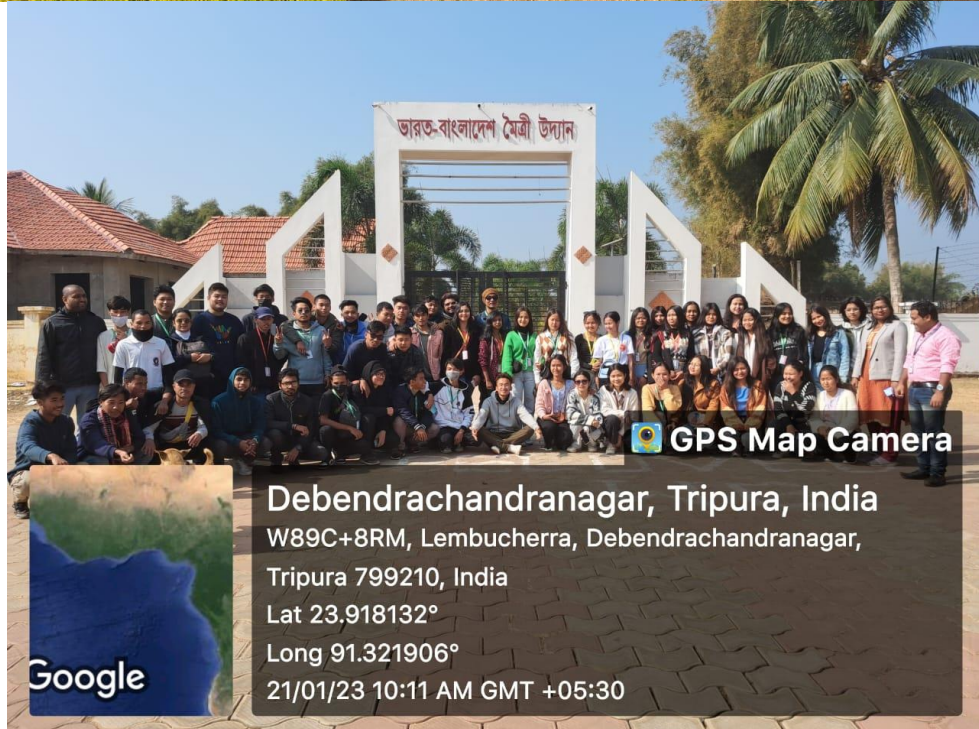 ভারত-বাংলাদেশ মৈত্রী উদ্যান
GPS Map Camera
Debendrachandranagar, Tripura, India
W89C+8RM, Lembucherra, Debendrachandranagar,
Tripura 799210, India
Lat 23.918132°
Long 91.321906°
21/01/23 10:11 AM GMT +05:30
Google